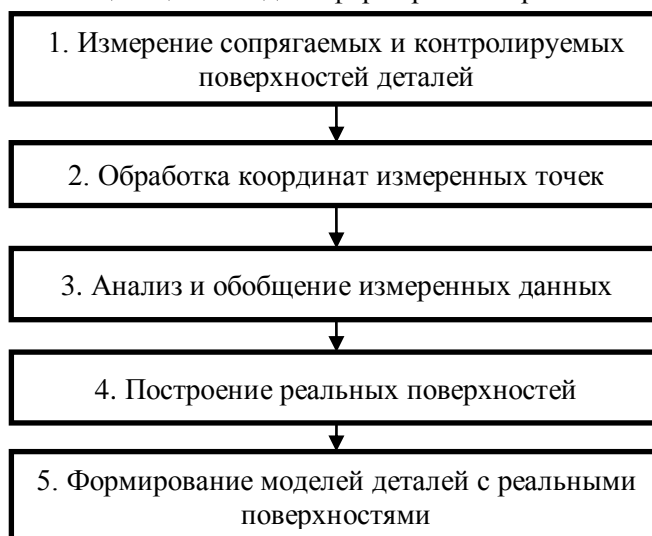 1. Измерение сопрягаемых и контролируемых
поверхностей деталей
2. Обработка координат измеренных точек
3. Анализ и обобщение измеренных данных
4. Построение реальных поверхностей
5. Формирование моделей деталей с реальными
поверхностями